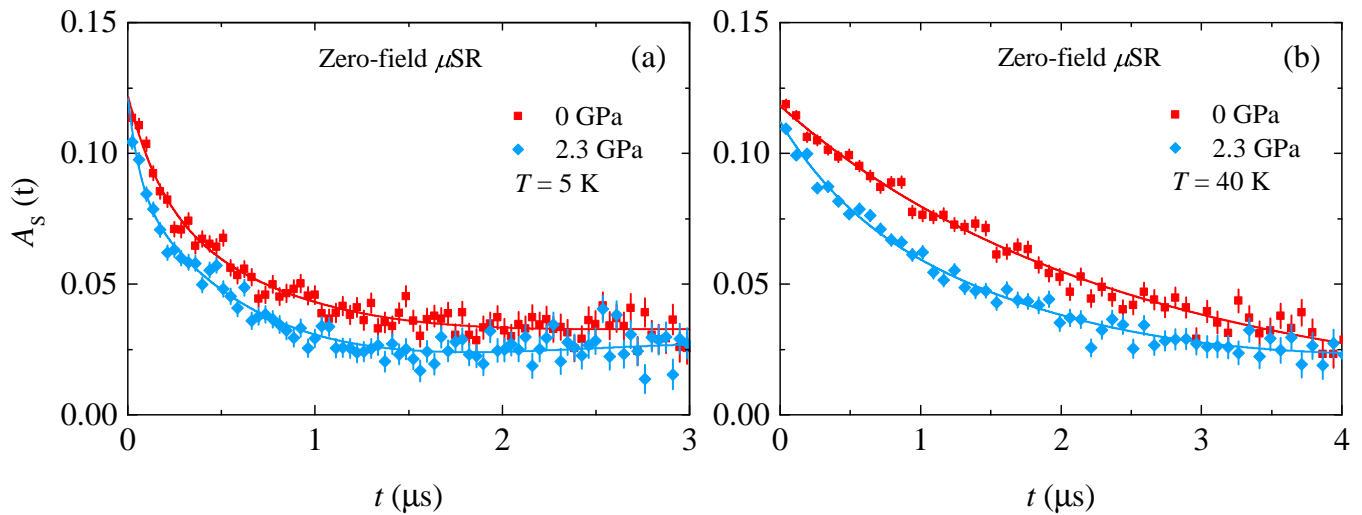 0.15
0.10
0.05
0.00
A_S (t)
Zero-field μSR
(a)
0 GPa
2.3 GPa
T = 5 K
0 1 2 3
t (μs)
Zero-field μSR
(b)
0 GPa
2.3 GPa
T = 40 K
0.15
0.10
0.05
0.00
0 1 2 3 4
t (μs)